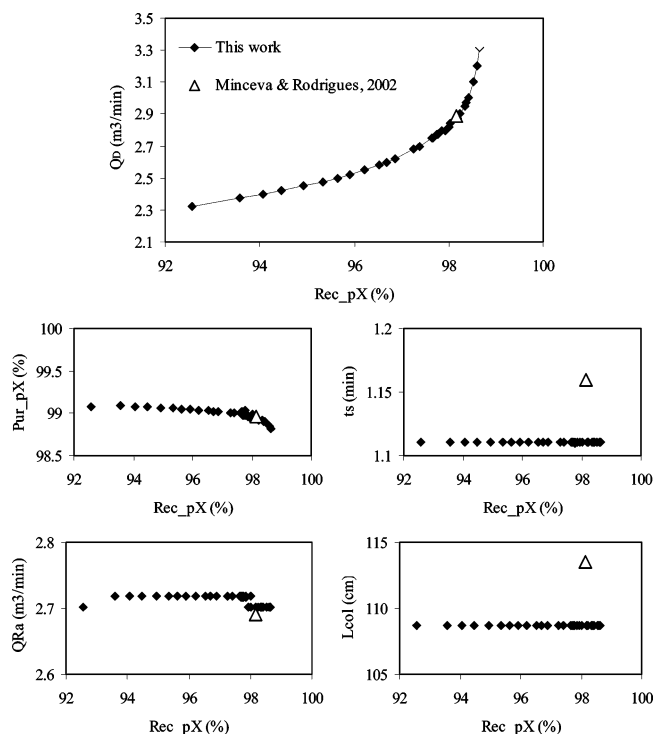 3.5
3.3
3.1
2.9
2.7
2.5
2.3
2.1
QD (m3/min)
This work
Minceva & Rodrigues, 2002
92 94 96 98 100
Rec_pX (%)
100
99.5
99
98.5
Pur_pX (%)
92 94 96 98 100
Rec_pX (%)
1.2
1.15
1.1
ts (min)
92 94 96 98 100
Rec_pX (%)
2.8
2.7
2.6
QRa (m3/min)
92 94 96 98 100
Rec_pX (%)
115
110
105
Lcol (cm)
92 94 96 98 100
Rec_pX (%)